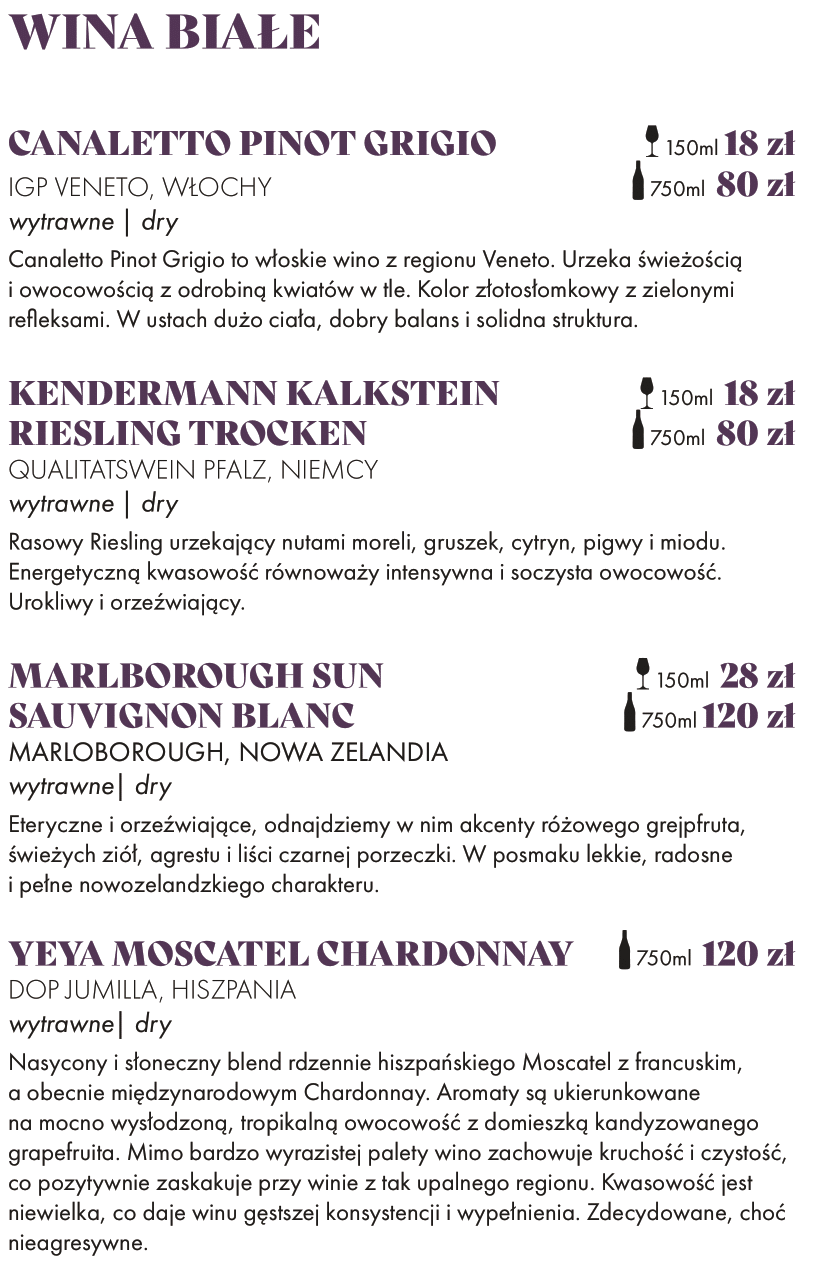 WINA BIAŁE
CANALETTO PINOT GRIGIO 150ml 18 zł
IGP VENETO, WŁOCHY 750ml 80 zł
wytrawne | dry
Canaletto Pinot Grigio to włoskie wino z regionu Veneto. Urzeka świeżością
i owocowością z odrobiną kwiatów w tle. Kolor złotosłomkowy z zielonymi
refleksami. W ustach dużo ciała, dobry balans i solidna struktura.
KENDERMANN KALKSTEIN 150ml 18 zł
RIESLING TROCKEN 750ml 80 zł
QUALITATSWEIN PFALZ, NIEMCY
wytrawne | dry
Rasowy Riesling urzekający nutami moreli, gruszek, cytryn, pigwy i miodu.
Energetyczną kwasowość równoważy intensywna i soczysta owocowość.
Urokliwy i orzeźwiający.
MARLBOROUGH SUN 150ml 28 zł
SAUVIGNON BLANC 750ml 120 zł
MARLOBOROUGH, NOWA ZELANDIA
wytrawne| dry
Eteryczne i orzeźwiające, odnajdziemy w nim akcenty różowego grejpfruta,
świeżych ziół, agrestu i liści czarnej porzeczki. W posmaku lekkie, radosne
i pełne nowozelandzkiego charakteru.
YEYA MOSCATEL CHARDONNAY 750ml 120 zł
DOP JUMILLA, HISZPANIA
wytrawne| dry
Nasycony i słoneczny blend rdzennie hiszpańskiego Moscatel z francuskim,
a obecnie międzynarodowym Chardonnay. Aromaty są ukierunkowane
na mocno wysłodzoną, tropikalną owocowość z domieszką kandyzowanego
grapefruita. Mimo bardzo wyrazistej palety wino zachowuje kruchość i czystość,
co pozytywnie zaskakuje przy winie z tak upalnego regionu. Kwasowość jest
niewielka, co daje winu gęstszej konsystencji i wypełnienia. Zdecydowane, choć
nieagresywne.